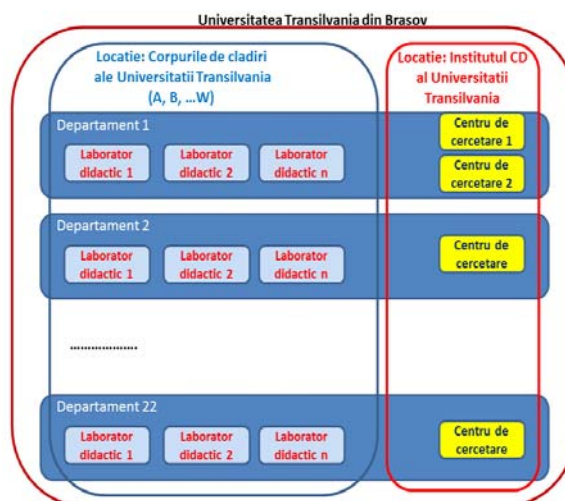 Universitatea Transilvania din Brasov
Locatie: Corpurile de cladiri
ale Universitatii Transilvania
(A, B, ...W)
Locatie: Institutul CD
al Universitatii
Transilvania
Departament 1
Laborator
didactic 1
Laborator
didactic 2
Laborator
didactic n
Centru de
cercetare 1
Centru de
cercetare 2
Departament 2
Laborator
didactic 1
Laborator
didactic 2
Laborator
didactic n
Centru de
cercetare
...................
Departament 22
Laborator
didactic 1
Laborator
didactic 2
Laborator
didactic n
Centru de
cercetare